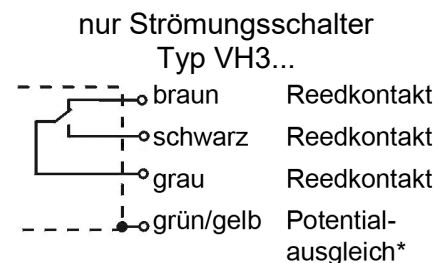 nur Strömungsschalter
Typ VH3...
braun Reedkontakt
schwarz Reedkontakt
grau Reedkontakt
grün/gelb Potential-
ausgleich*